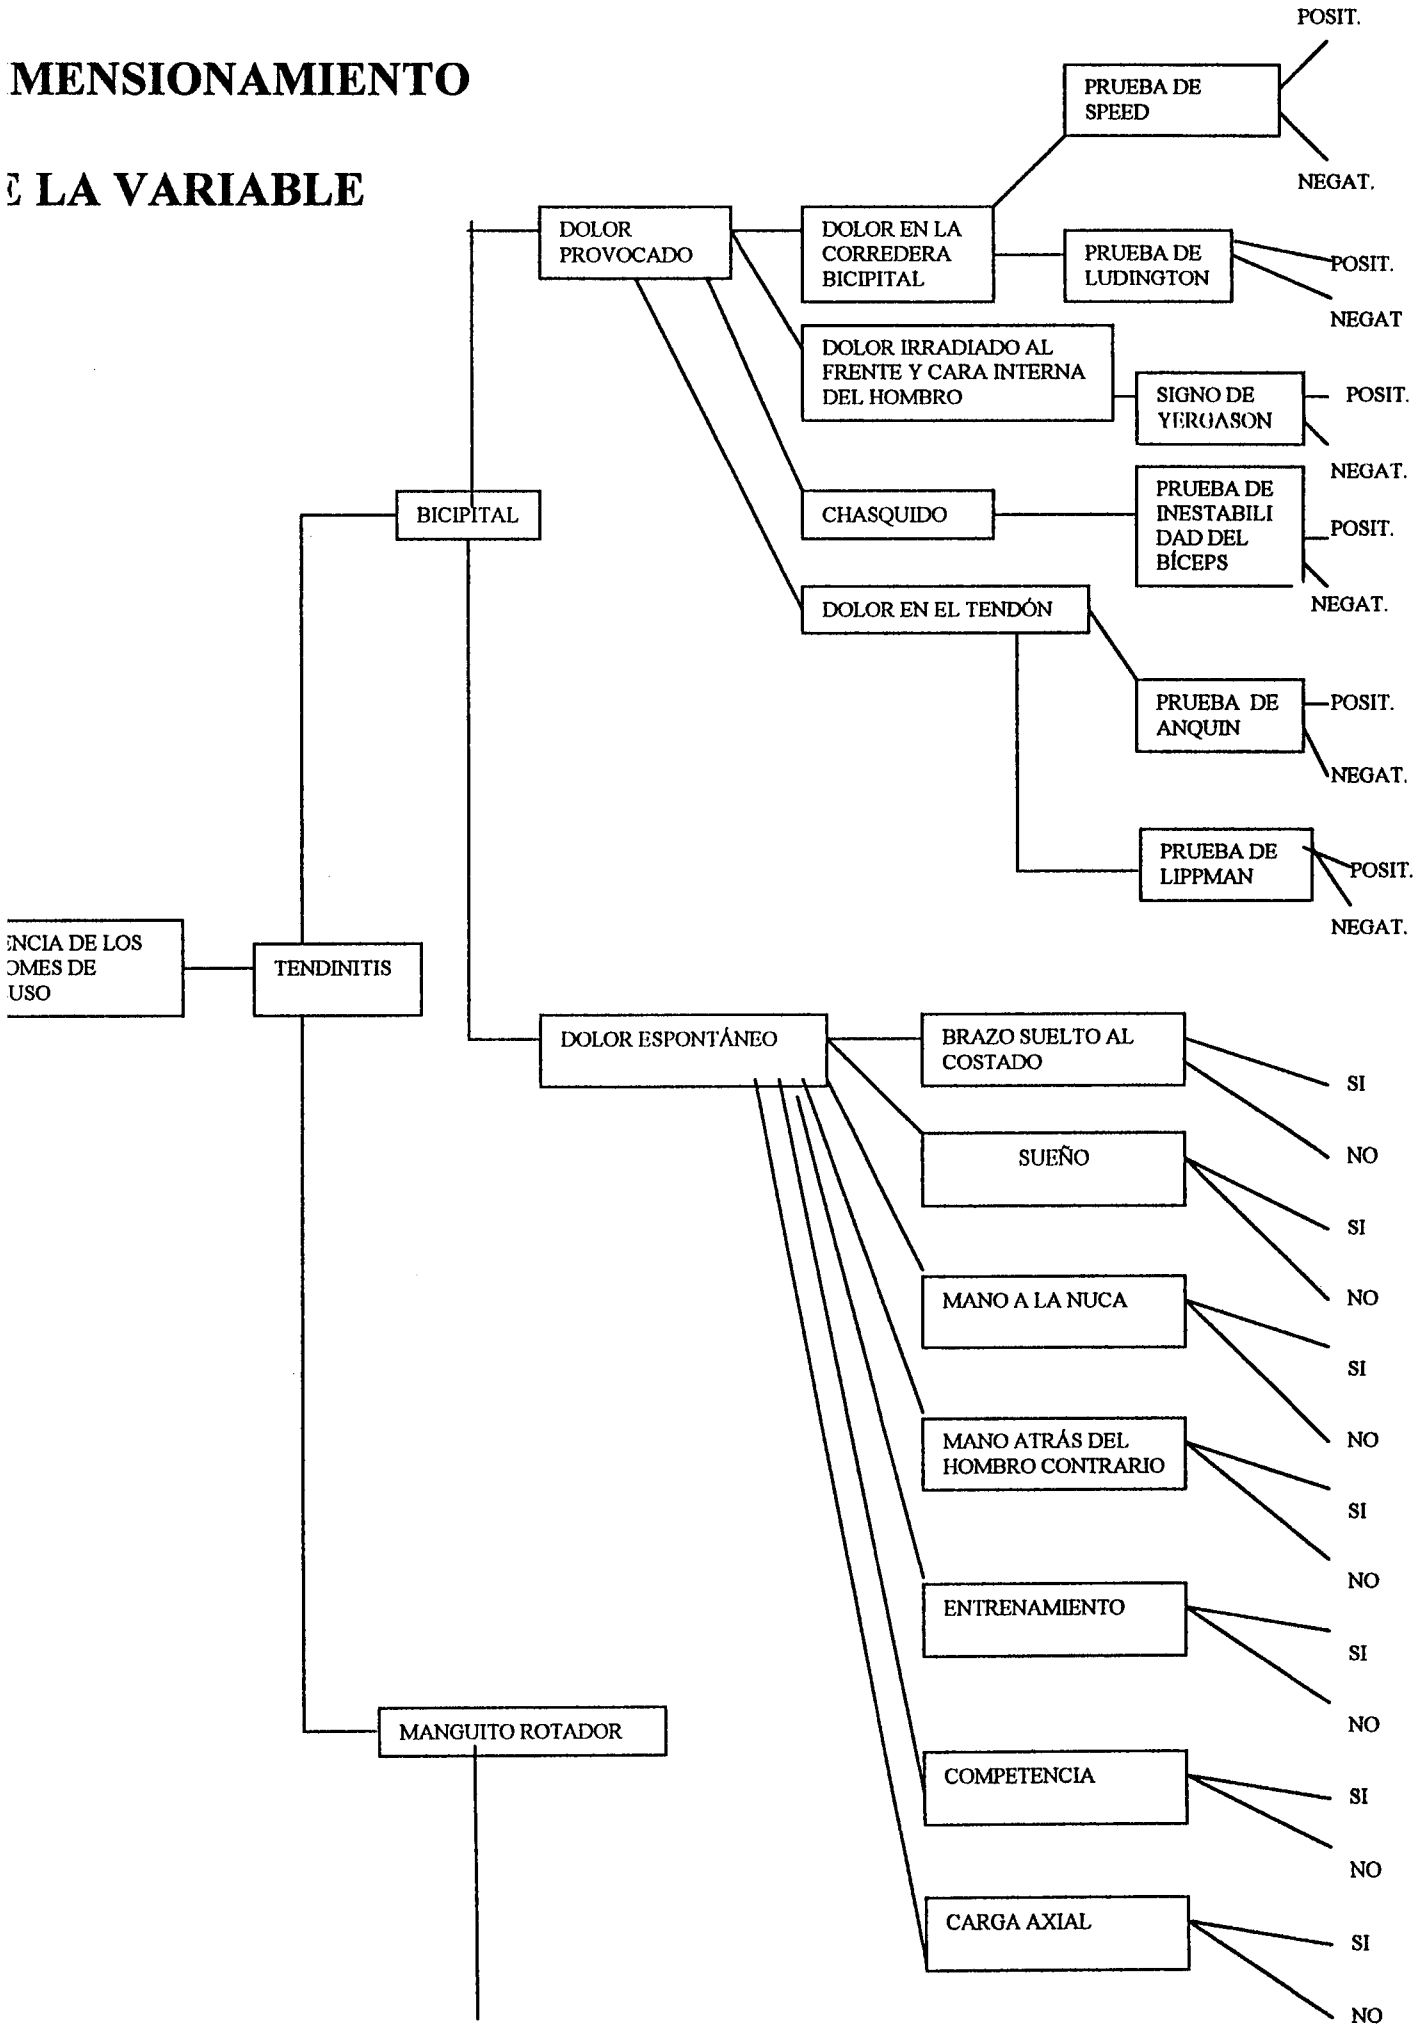 MENSIONAMIENTO
E LA VARIABLE
POSIT.
PRUEBA DE
SPEED
NEGAT.
DOLOR
PROVOCADO
DOLOR EN LA
CORREDERA
BICIPITAL
PRUEBA DE
LUDINGTON
POSIT.
NEGAT
DOLOR IRRADIADO AL
FRENTE Y CARA INTERNA
DEL HOMBRO
SIGNO DE
YERGASON
POSIT.
NEGAT.
BICIPITAL
CHASQUIDO
PRUEBA DE
INESTABILI
DAD DEL
BÍCEPS
POSIT.
NEGAT.
DOLOR EN EL TENDÓN
PRUEBA DE
ANQUIN
POSIT.
NEGAT.
PRUEBA DE
LIPPMAN
POSIT.
NEGAT.
ENCIA DE LOS
OMES DE
USO
TENDINITIS
DOLOR ESPONTÁNEO
BRAZO SUELTO AL
COSTADO
SI
NO
SUEÑO
SI
NO
MANO A LA NUCA
SI
NO
MANO ATRÁS DEL
HOMBRO CONTRARIO
SI
NO
ENTRENAMIENTO
SI
NO
MANGUITO ROTADOR
COMPETENCIA
SI
NO
CARGA AXIAL
SI
NO